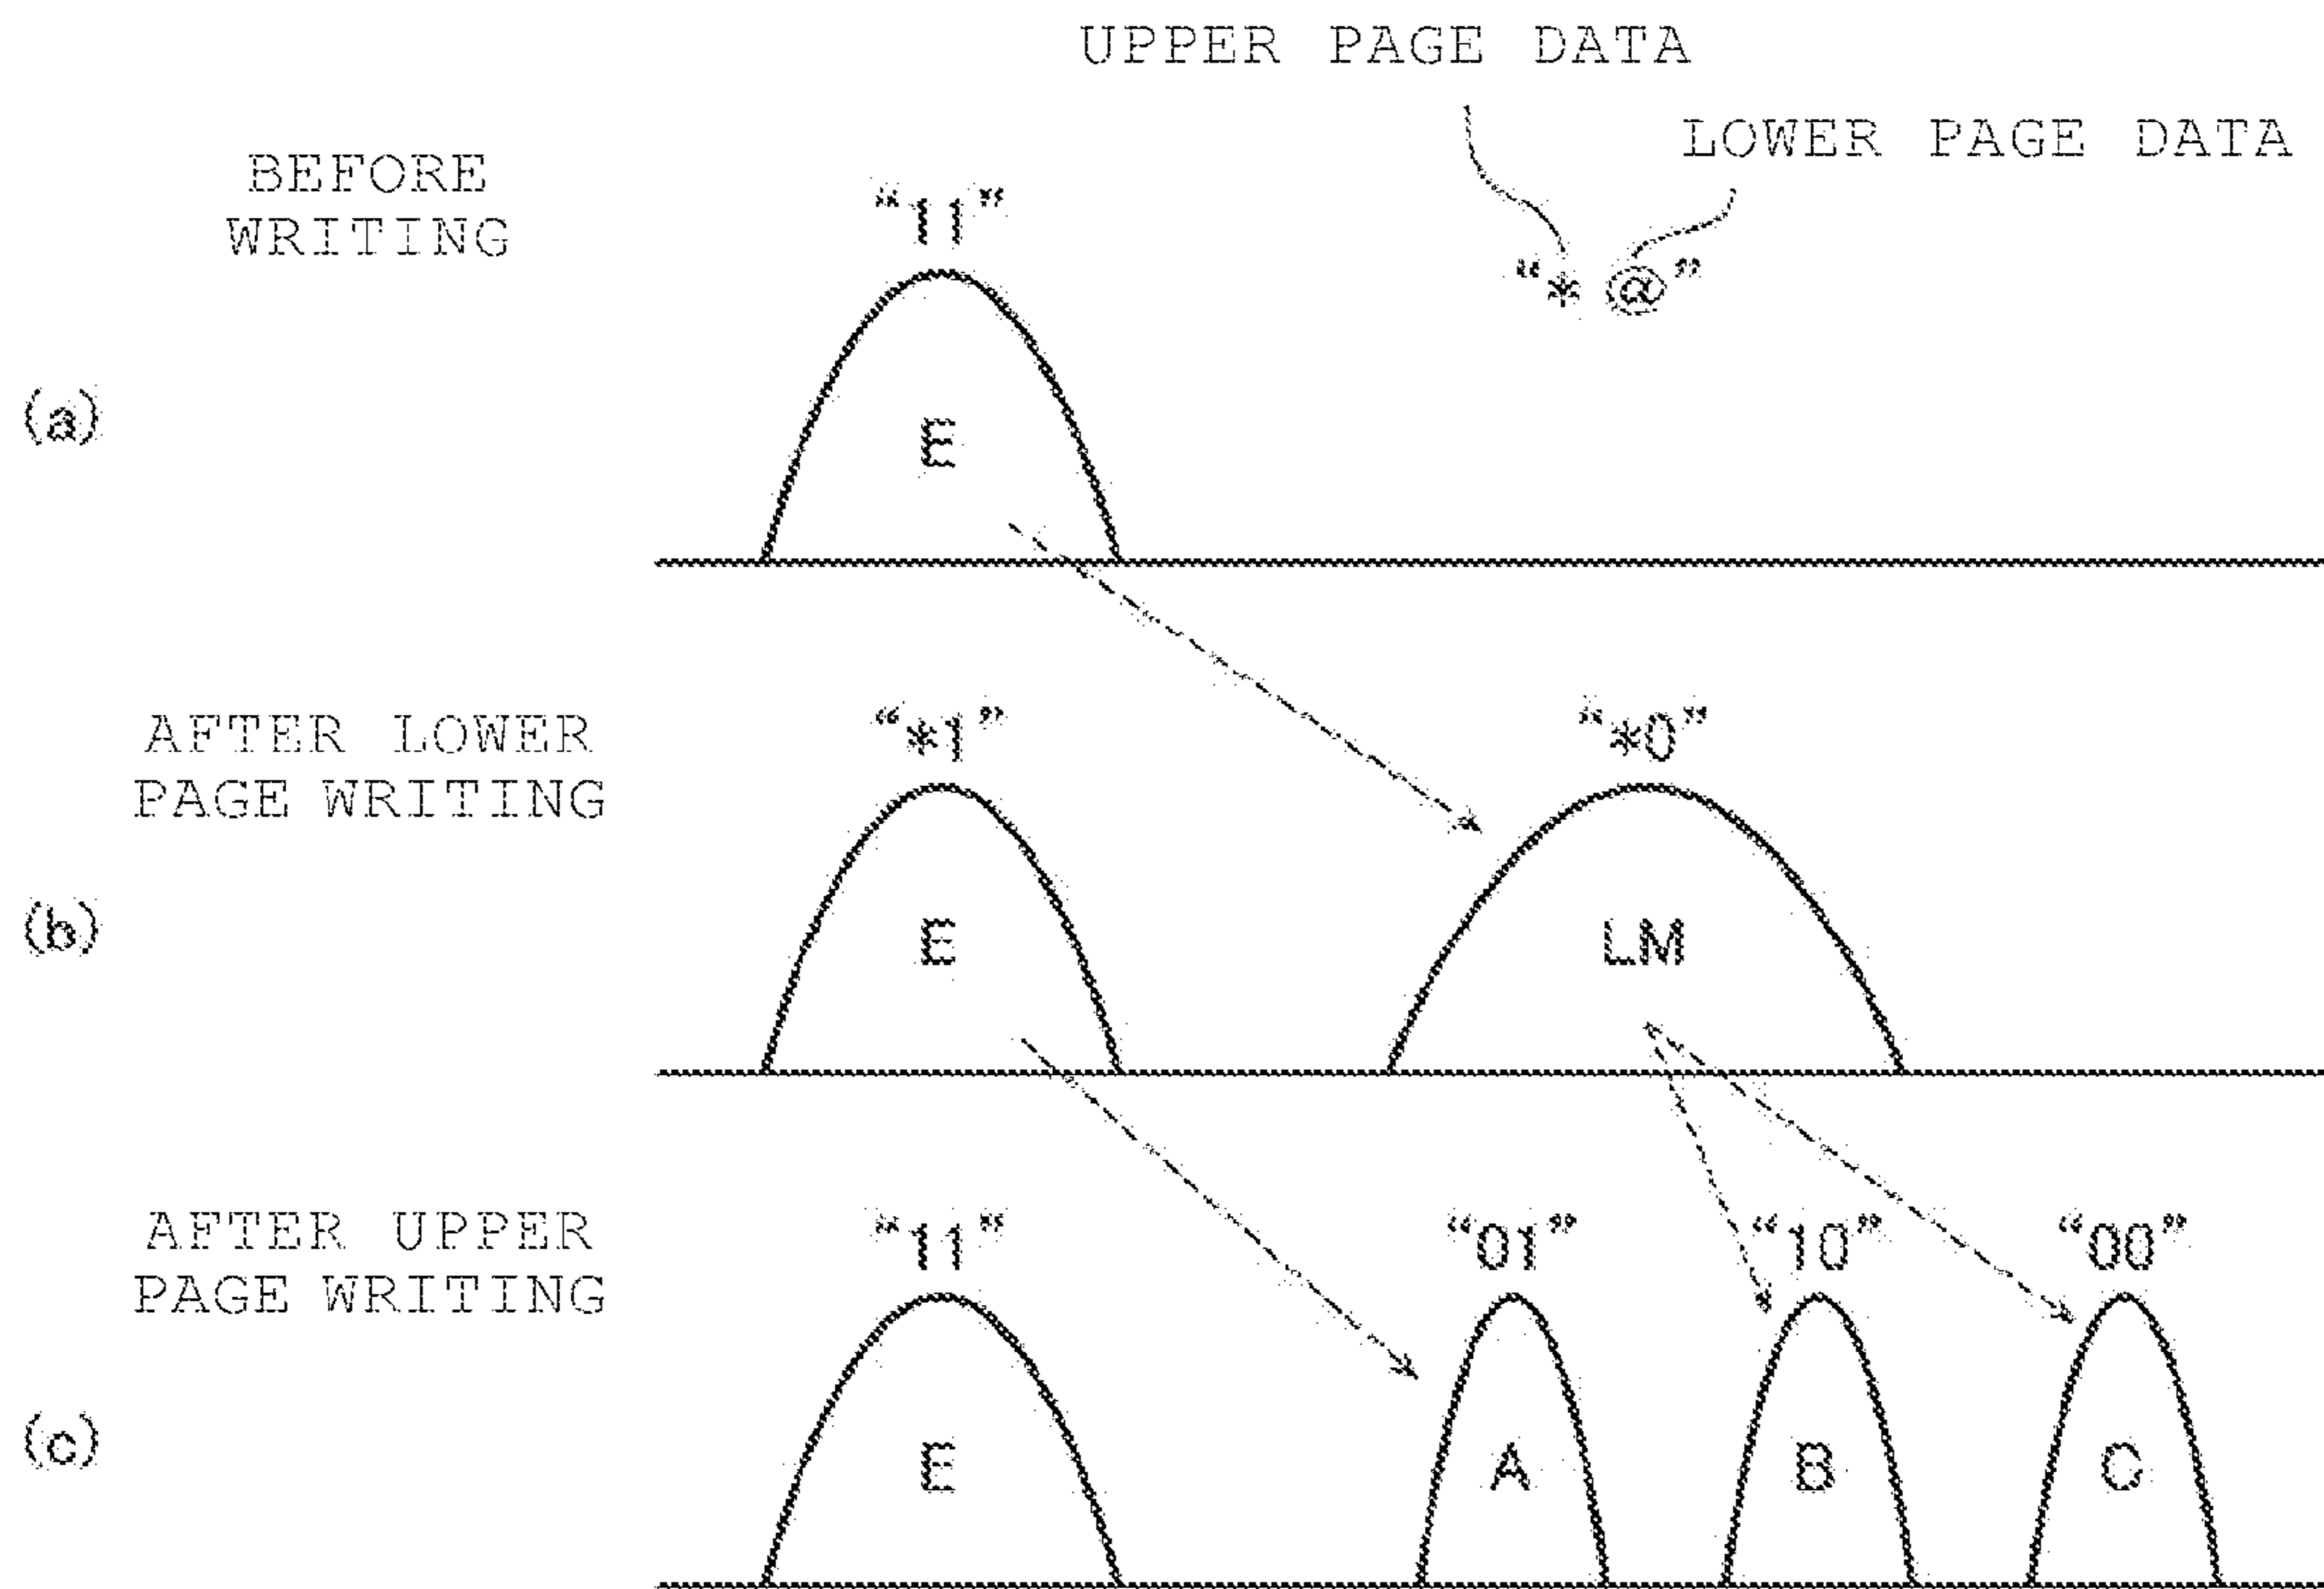 UPPER PAGE DATA
LOWER PAGE DATA
BEFORE
WRITING
“11”
“* @”
(a)
E
AFTER LOWER
PAGE WRITING
“*1”
“*0”
(b)
E
LM
AFTER UPPER
PAGE WRITING
“11”
“01”
“10”
“00”
(c)
E
A
B
C